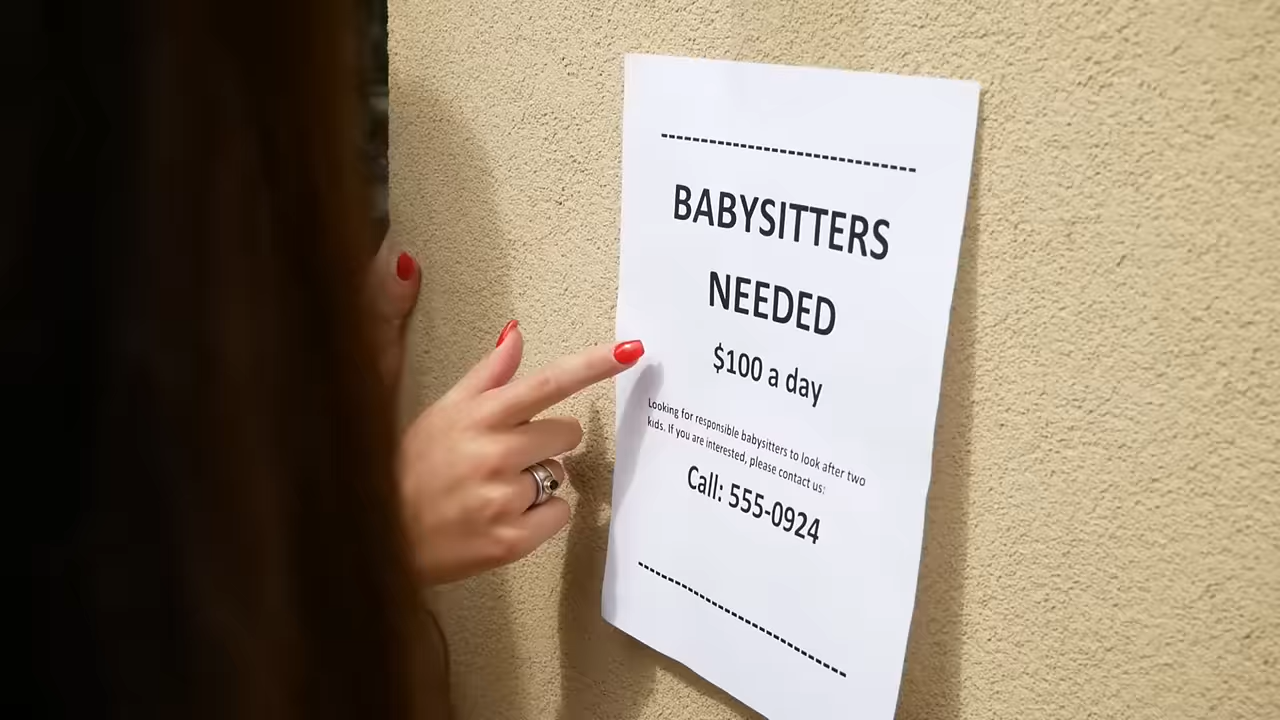 BABYSITTERS
NEEDED
$100 a day
Looking for responsible babysitters to look after two
kids. If you are interested, please contact us:
Call: 555-0924